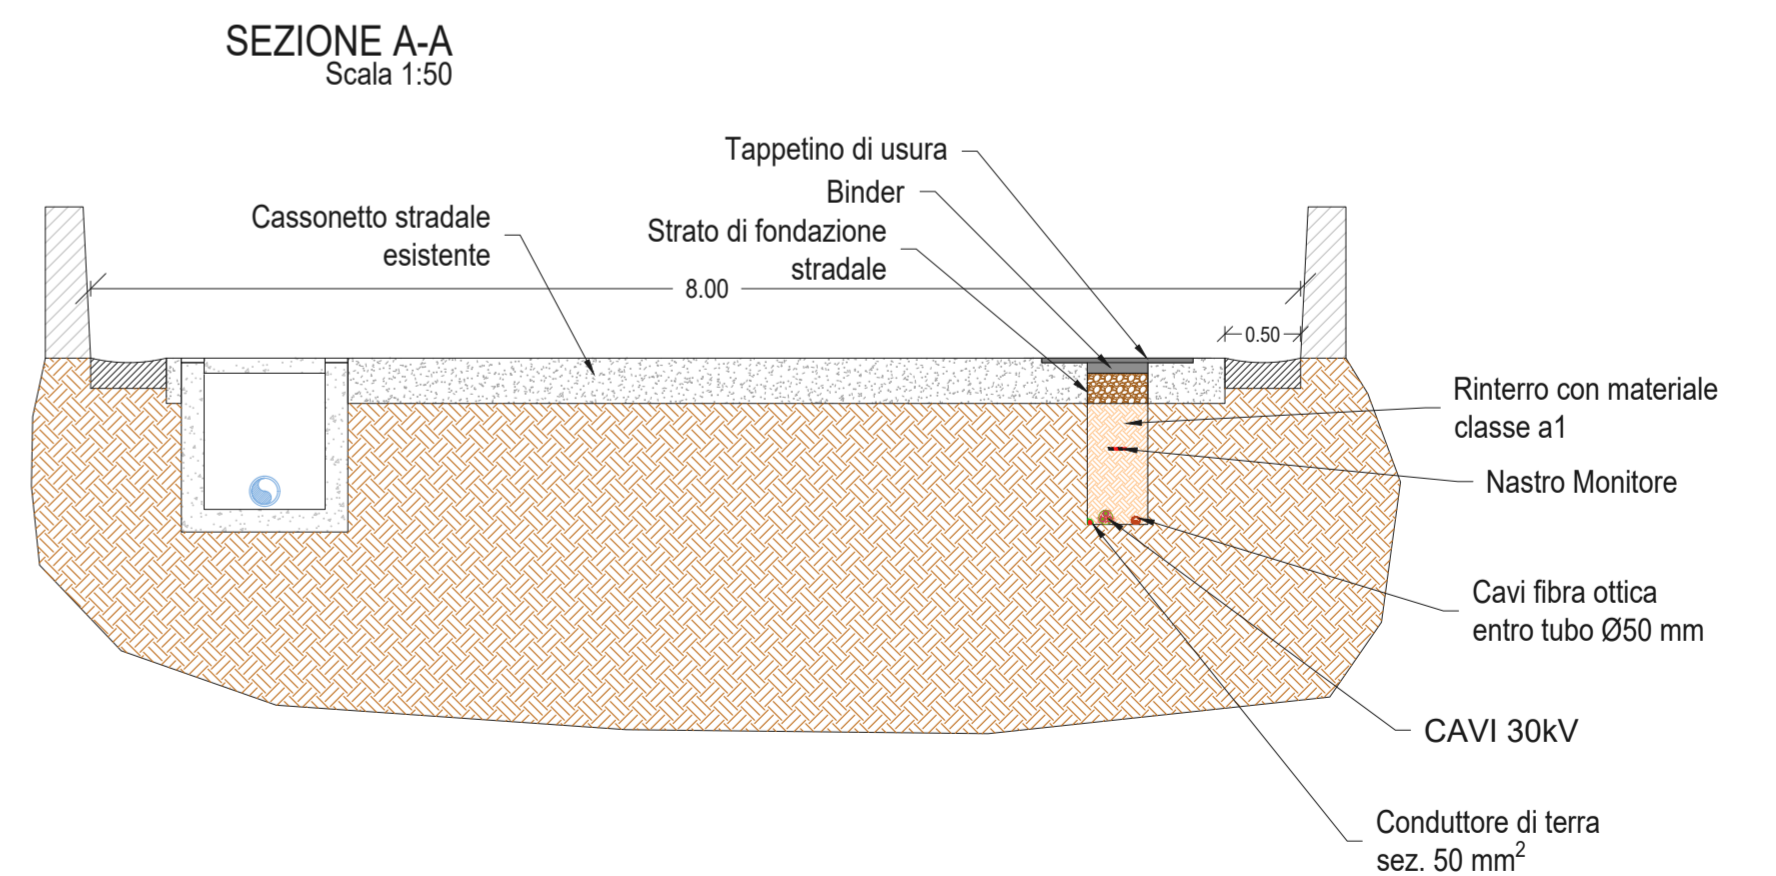 SEZIONE A-A
Scala 1:50
Tappetino di usura
Binder
Cassonetto stradale
esistente
Strato di fondazione
stradale
8.00
0.50
Rinterro con materiale
classe a1
Nastro Monitore
Cavi fibra ottica
entro tubo Ø50 mm
CAVI 30kV
Conduttore di terra
sez. 50 mm²